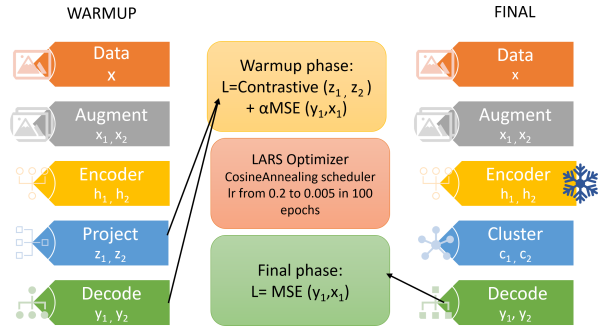 WARMUP
Data
x
Augment
x₁, x₂
Encoder
h₁, h₂
Project
z₁, z₂
Decode
y₁, y₂
Warmup phase:
L=Contrastive (z₁, z₂)
+ αMSE (y₁,x₁)
LARS Optimizer
CosineAnnealing scheduler
lr from 0.2 to 0.005 in 100
epochs
Final phase:
L= MSE (y₁,x₁)
FINAL
Data
x
Augment
x₁, x₂
Encoder
h₁, h₂
Cluster
c₁, c₂
Decode
y₁, y₂